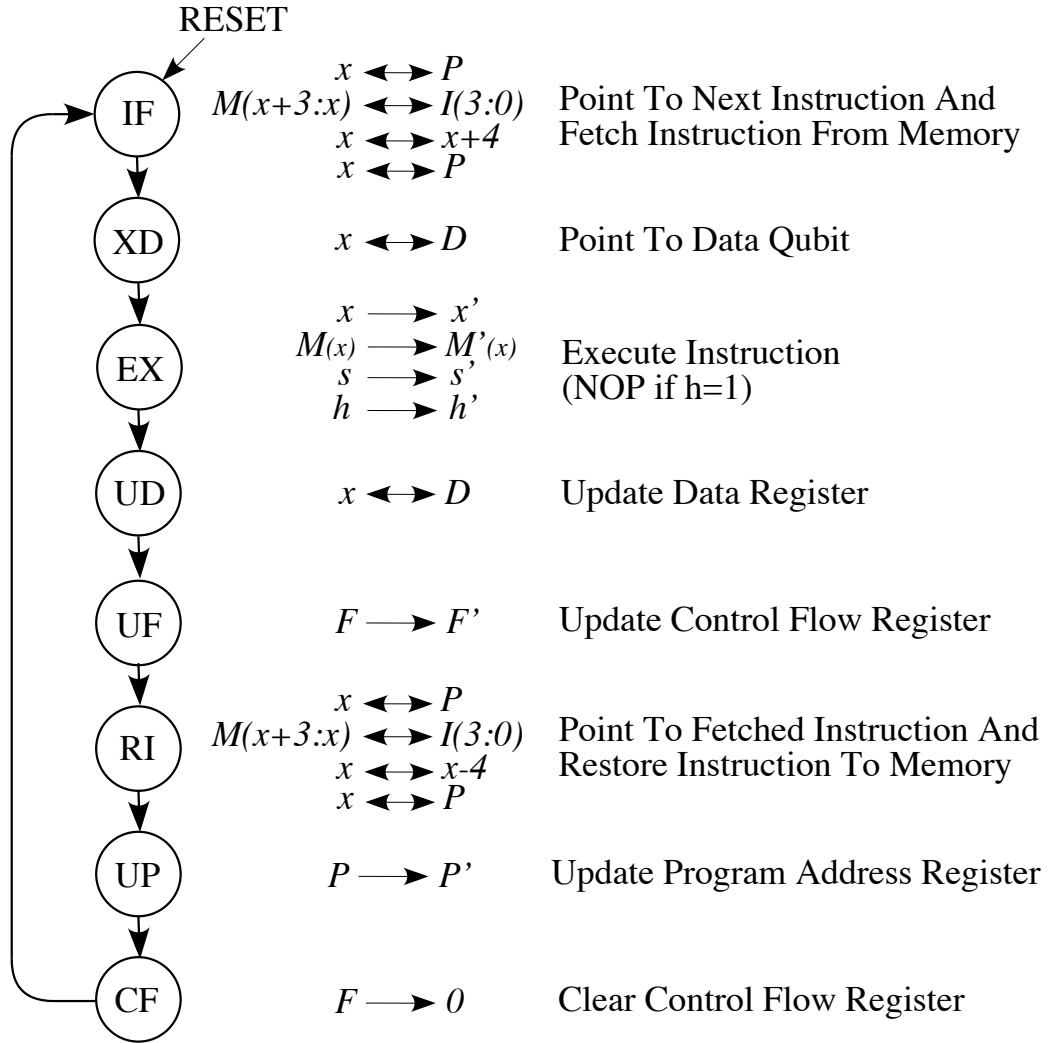 RESET
IF
x ↔ P
M(x+3:x) ↔ I(3:0)
x ↔ x+4
x ↔ P
Point To Next Instruction And
Fetch Instruction From Memory
XD
x ↔ D
Point To Data Qubit
EX
x → x’
M(x) → M’(x)
s → s’
h → h’
Execute Instruction
(NOP if h=1)
UD
x ↔ D
Update Data Register
UF
F → F’
Update Control Flow Register
RI
x ↔ P
M(x+3:x) ↔ I(3:0)
x ↔ x-4
x ↔ P
Point To Fetched Instruction And
Restore Instruction To Memory
UP
P → P’
Update Program Address Register
CF
F → 0
Clear Control Flow Register